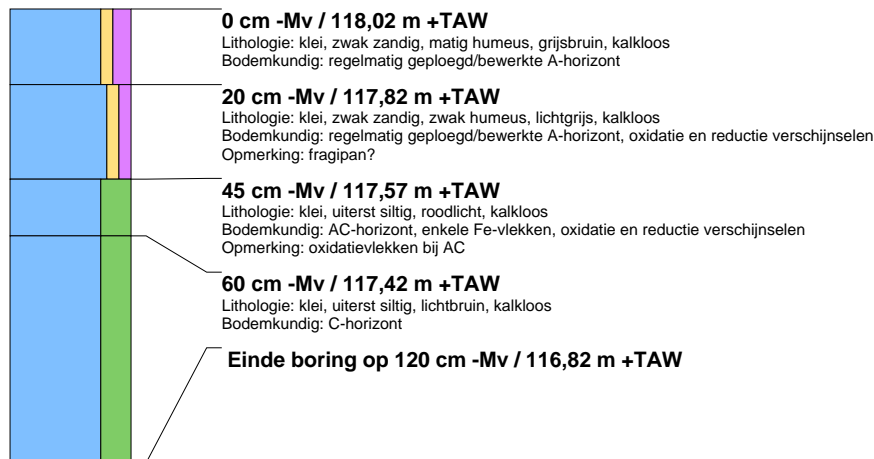 0 cm -Mv / 118,02 m +TAW
Lithologie: klei, zwak zandig, matig humeus, grijsbruin, kalkloos
Bodemkundig: regelmatig geploegd/bewerkte A-horizont
20 cm -Mv / 117,82 m +TAW
Lithologie: klei, zwak zandig, zwak humeus, lichtgrijs, kalkloos
Bodemkundig: regelmatig geploegd/bewerkte A-horizont, oxidatie en reductie verschijnselen
Opmerking: fragipan?
45 cm -Mv / 117,57 m +TAW
Lithologie: klei, uiterst siltig, roodlicht, kalkloos
Bodemkundig: AC-horizont, enkele Fe-vlekken, oxidatie en reductie verschijnselen
Opmerking: oxidatievlekken bij AC
60 cm -Mv / 117,42 m +TAW
Lithologie: klei, uiterst siltig, lichtbruin, kalkloos
Bodemkundig: C-horizont
Einde boring op 120 cm -Mv / 116,82 m +TAW